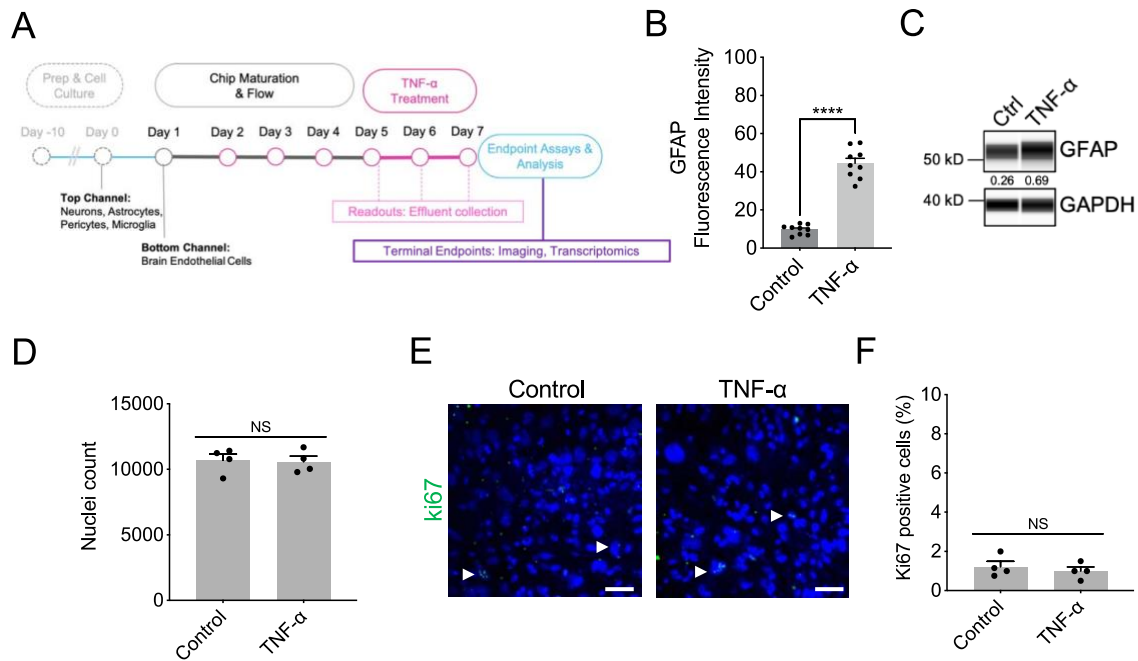 A
Prep & Cell
Culture
Chip Maturation
& Flow
TNF-α
Treatment
Day -10
Day 0
Day 1
Day 2
Day 3
Day 4
Day 5
Day 6
Day 7
Endpoint Assays &
Analysis
Top Channel:
Neurons, Astrocytes,
Pericytes, Microglia
Bottom Channel:
Brain Endothelial Cells
Readouts: Effluent collection
Terminal Endpoints: Imaging, Transcriptomics
B
GFAP
Fluorescence Intensity
100
80
60
40
20
0
****
Control
TNF-α
C
Ctrl
TNF-α
50 kD
GFAP
0.26
0.69
40 kD
GAPDH
D
Nuclei count
15000
10000
5000
0
NS
Control
TNF-α
E
Control
TNF-α
ki67
F
Ki67 positive cells (%)
10
8
6
4
2
0
NS
Control
TNF-α